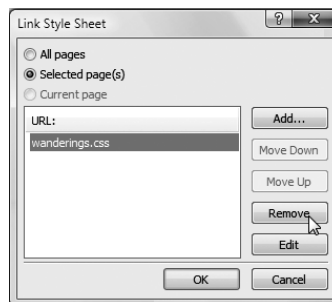 Link Style Sheet
?
X
All pages
Selected page(s)
Current page
URL:
wanderings.css
Add...
Move Down
Move Up
Remove
Edit
OK
Cancel